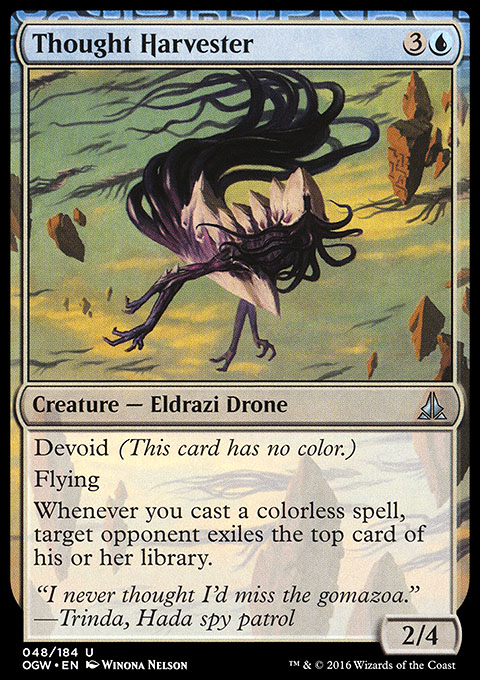 Thought Harvester 3
Creature — Eldrazi Drone
Devoid (This card has no color.)
Flying
Whenever you cast a colorless spell,
target opponent exiles the top card of
his or her library.
“I never thought I’d miss the gomazoa.”
—Trinda, Hada spy patrol
2/4
048/184 U
OGW • EN Winona Nelson ™ & © 2016 Wizards of the Coast